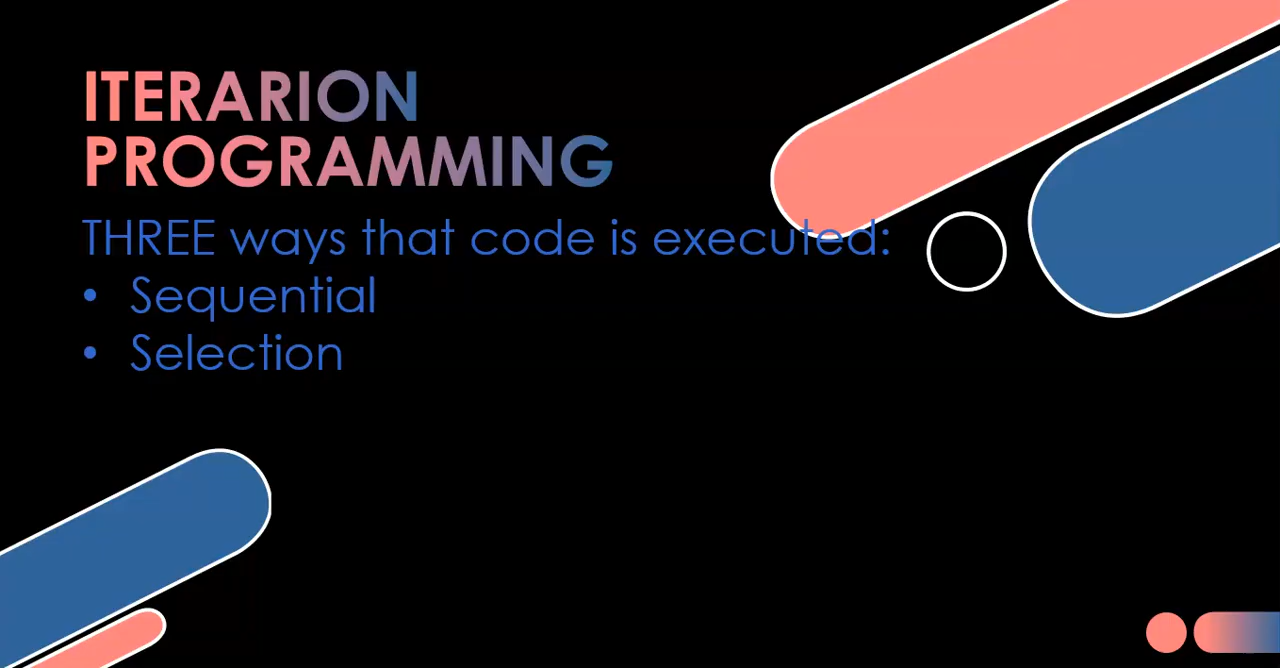 ITERARION
PROGRAMMING
THREE ways that code is executed:
• Sequential
• Selection